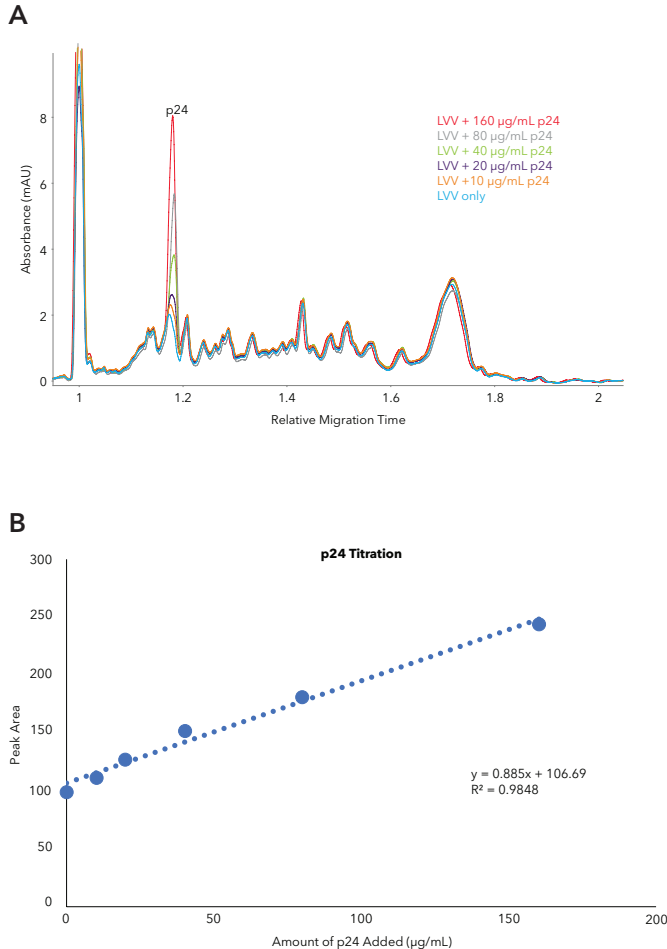 A
p24
LVV + 160 µg/mL p24
LVV + 80 µg/mL p24
LVV + 40 µg/mL p24
LVV + 20 µg/mL p24
LVV +10 µg/mL p24
LVV only
Absorbance (mAU)
8
6
4
2
0
1
1.2
1.4
1.6
1.8
2
Relative Migration Time
B
p24 Titration
300
250
200
150
100
50
0
Peak Area
y = 0.885x + 106.69
R² = 0.9848
0
50
100
150
200
Amount of p24 Added (µg/mL)